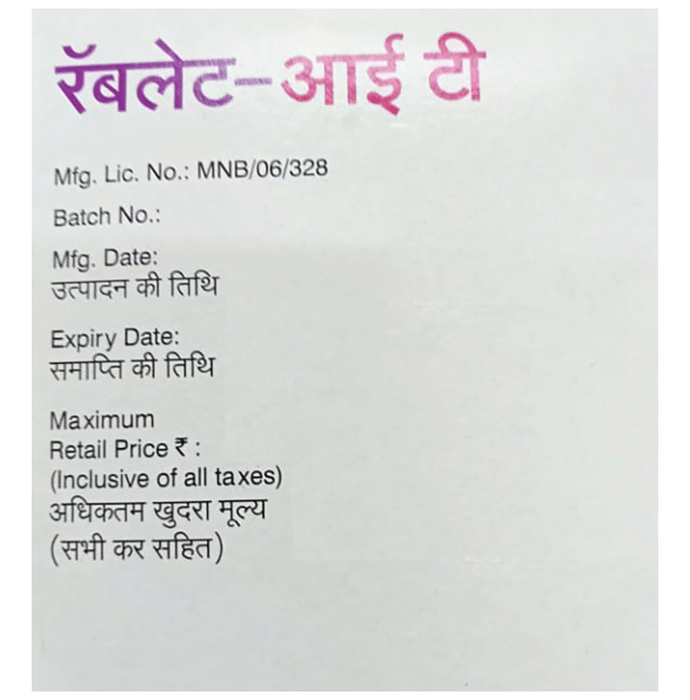 रॅबलेट-आई टी
Mfg. Lic. No.: MNB/06/328
Batch No.:
Mfg. Date:
उत्पादन की तिथि
Expiry Date:
समाप्ति की तिथि
Maximum
Retail Price ₹ :
(Inclusive of all taxes)
अधिकतम खुदरा मूल्य
(सभी कर सहित)